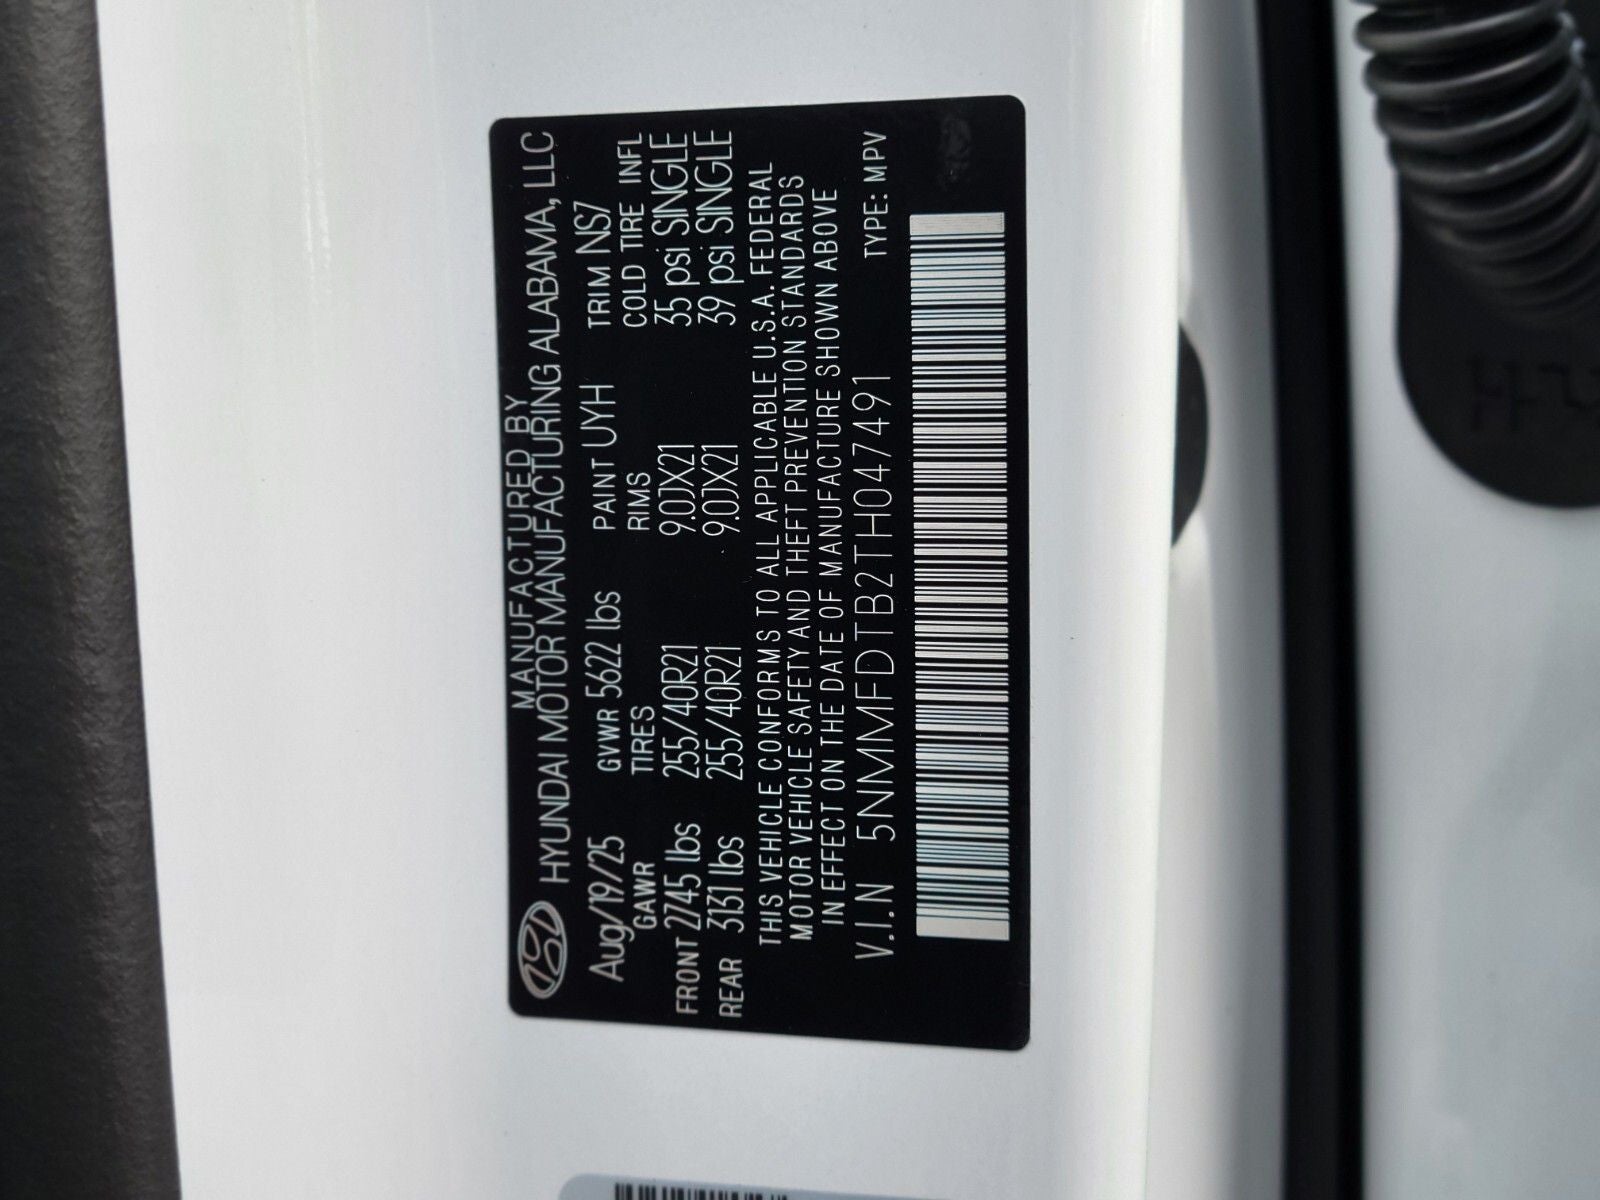 MANUFACTURED BY
HYUNDAI MOTOR MANUFACTURING ALABAMA, LLC
Aug/19/25 GVWR 5622 lbs PAINT UYH TRIM NS7
GAWR TIRES RIMS COLD TIRE INFL
FRONT 2745 lbs 255/40R21 9.0JX21 35 psi SINGLE
REAR 3131 lbs 255/40R21 9.0JX21 39 psi SINGLE
THIS VEHICLE CONFORMS TO ALL APPLICABLE U.S.A. FEDERAL
MOTOR VEHICLE SAFETY AND THEFT PREVENTION STANDARDS
IN EFFECT ON THE DATE OF MANUFACTURE SHOWN ABOVE
V.I.N 5NMMFDTB2TH047491 TYPE: MPV